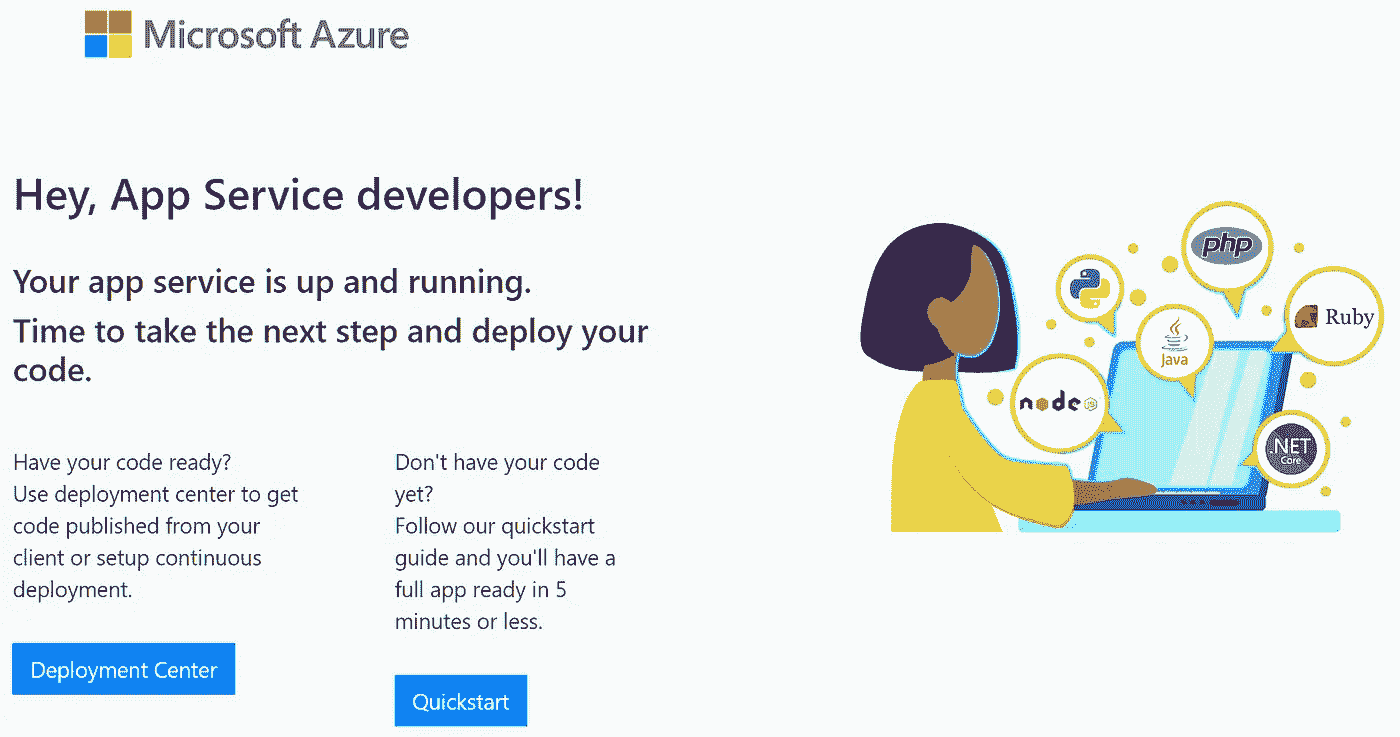 Microsoft Azure
Hey, App Service developers!
Your app service is up and running.
Time to take the next step and deploy your
code.
Have your code ready?
Use deployment center to get
code published from your
client or setup continuous
deployment.
Deployment Center
Don't have your code
yet?
Follow our quickstart
guide and you'll have a
full app ready in 5
minutes or less.
Quickstart
php
Ruby
Java
node
JS
.NET
Core